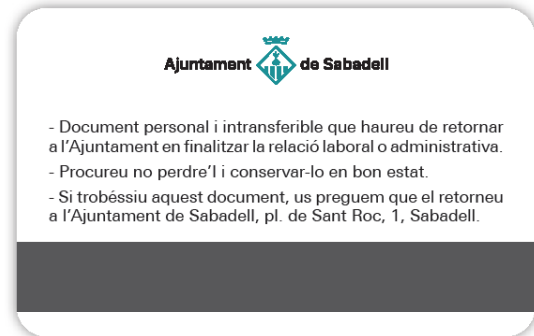 Ajuntament de Sabadell
- Document personal i intransferible que haureu de retornar
a l'Ajuntament en finalitzar la relació laboral o administrativa.
- Procureu no perdre'l i conservar-lo en bon estat.
- Si trobéssiu aquest document, us preguem que el retorneu
a l'Ajuntament de Sabadell, pl. de Sant Roc, 1, Sabadell.